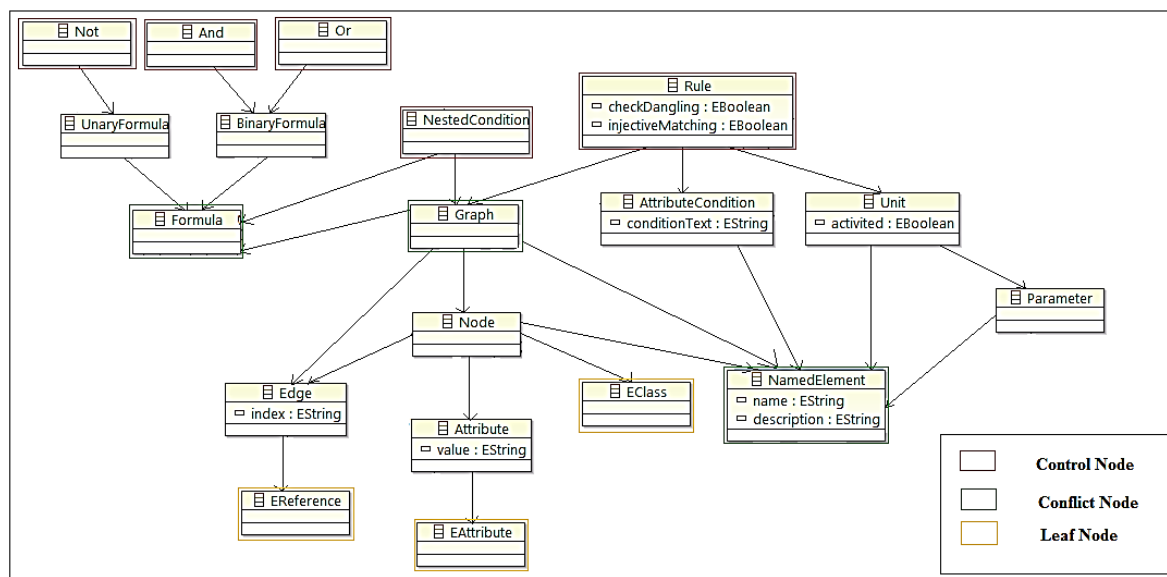 Not
And
Or
Rule
checkDangling : EBoolean
injectiveMatching : EBoolean
UnaryFormula
BinaryFormula
NestedCondition
Formula
Graph
AttributeCondition
conditionText : EString
Unit
activited : EBoolean
Parameter
Node
Edge
index : EString
Attribute
value : EString
EClass
NamedElement
name : EString
description : EString
EReference
EAttribute
Control Node
Conflict Node
Leaf Node